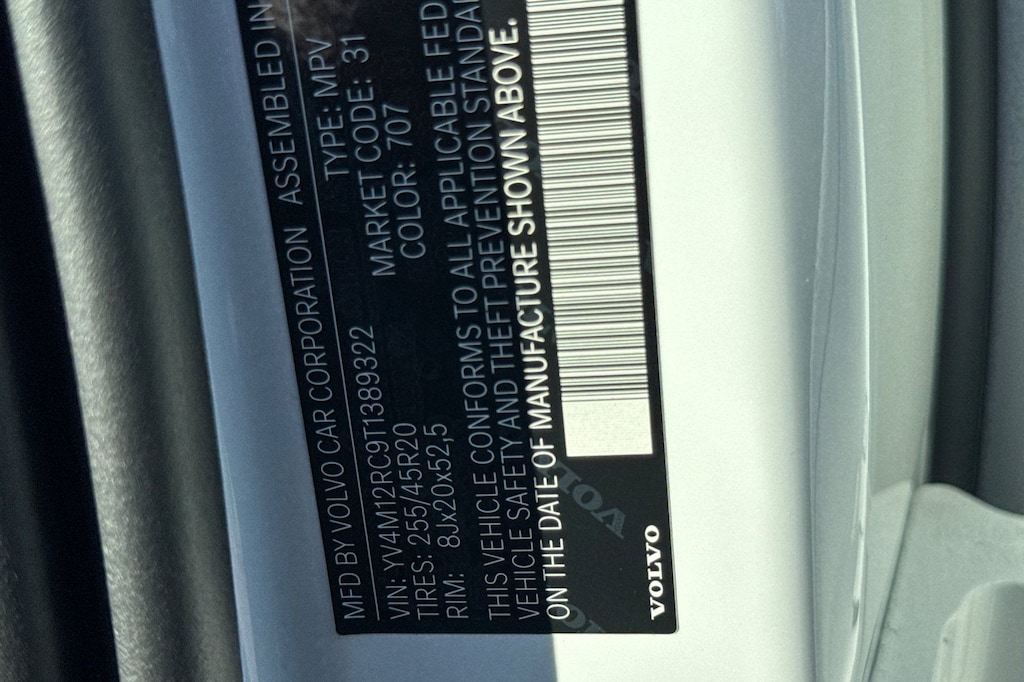 MFD BY VOLVO CAR CORPORATION ASSEMBLED IN
VIN: YV4M12RC9T1389322 TYPE: MPV
TIRES: 255/45R20 MARKET CODE: 31
RIM: 8Jx20x52,5 COLOR: 707
THIS VEHICLE CONFORMS TO ALL APPLICABLE FED
VEHICLE SAFETY AND THEFT PREVENTION STANDA
ON THE DATE OF MANUFACTURE SHOWN ABOVE.
VOLVO